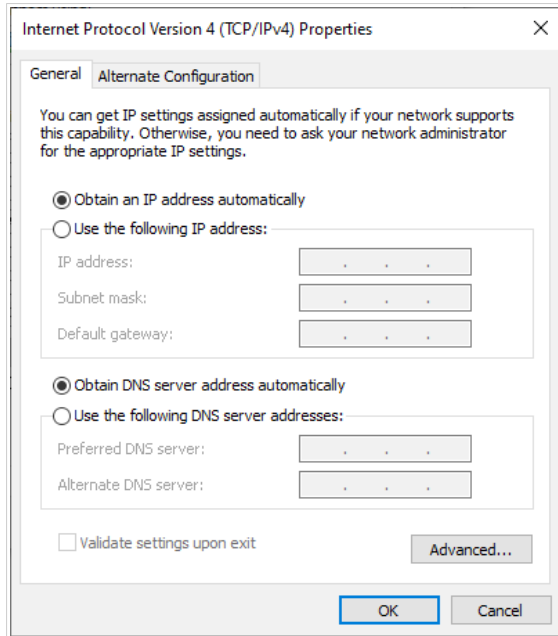 Internet Protocol Version 4 (TCP/IPv4) Properties
General
Alternate Configuration
You can get IP settings assigned automatically if your network supports
this capability. Otherwise, you need to ask your network administrator
for the appropriate IP settings.
Obtain an IP address automatically
Use the following IP address:
IP address:
Subnet mask:
Default gateway:
Obtain DNS server address automatically
Use the following DNS server addresses:
Preferred DNS server:
Alternate DNS server:
Validate settings upon exit
Advanced...
OK
Cancel